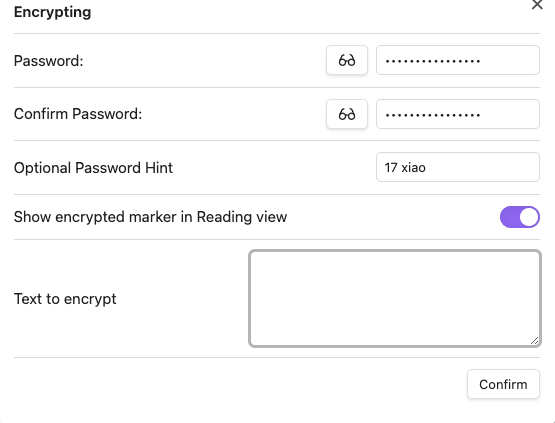 Encrypting
Password:
••••••••••••••••
Confirm Password:
••••••••••••••••
Optional Password Hint
17 xiao
Show encrypted marker in Reading view
Text to encrypt
Confirm